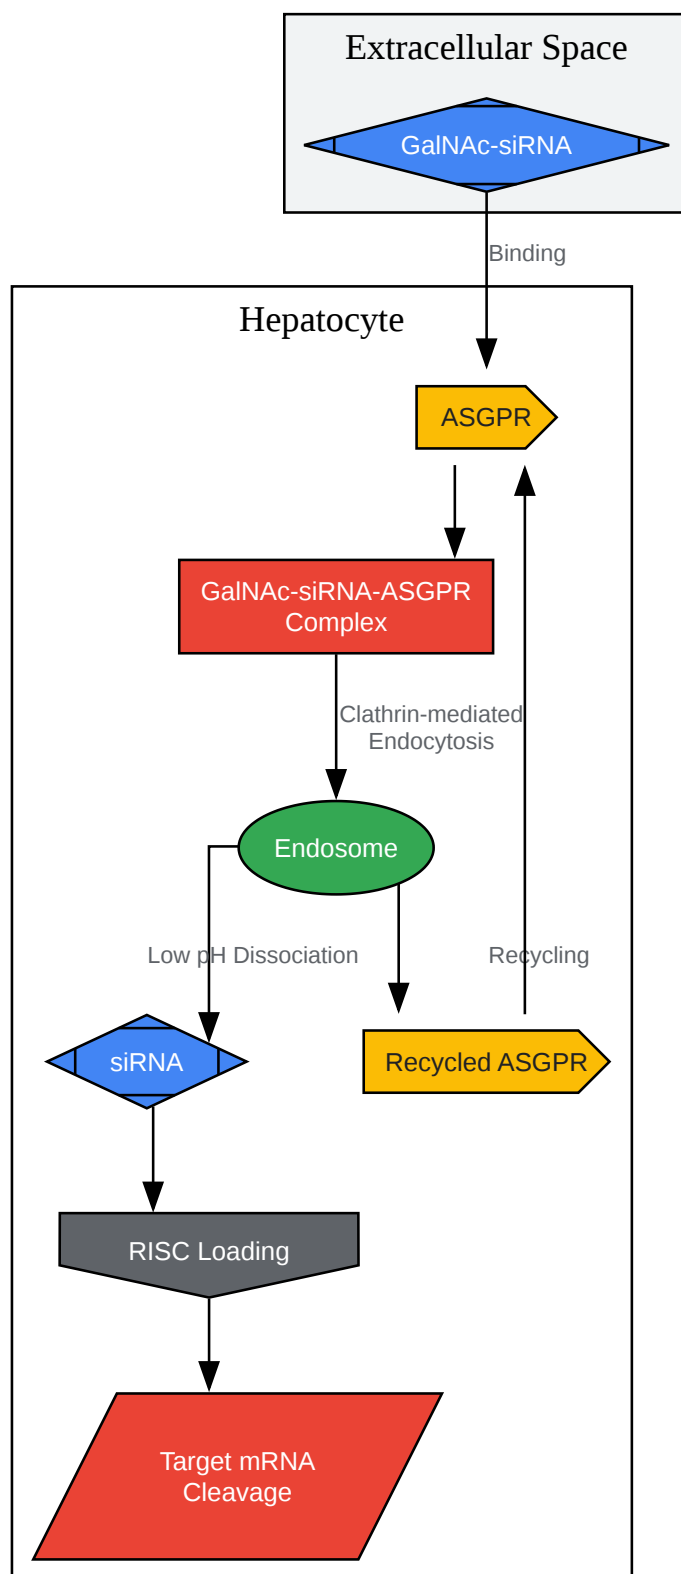 Extracellular Space
GalNAc-siRNA
Binding
Hepatocyte
ASGPR
GalNAc-siRNA-ASGPR
Complex
Clathrin-mediated
Endocytosis
Endosome
Low pH Dissociation
Recycling
siRNA
Recycled ASGPR
RISC Loading
Target mRNA
Cleavage